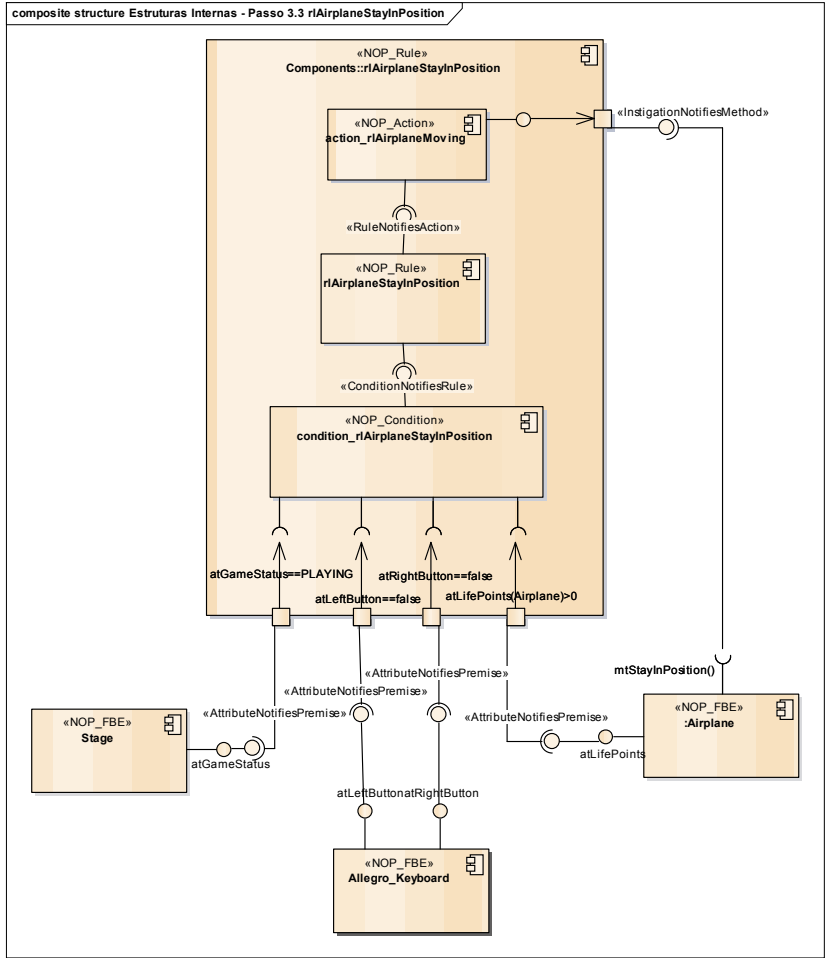 composite structure Estruturas Internas - Passo 3.3 rlAirplaneStayInPosition
«NOP_Rule»
Components::rlAirplaneStayInPosition
«NOP_Action»
action_rlAirplaneMoving
«InstigationNotifiesMethod»
«RuleNotifiesAction»
«NOP_Rule»
rlAirplaneStayInPosition
«ConditionNotifiesRule»
«NOP_Condition»
condition_rlAirplaneStayInPosition
atGameStatus==PLAYING
atRightButton==false
atLeftButton==false
atLifePoints(Airplane)>0
mtStayInPosition()
«AttributeNotifiesPremise»
«AttributeNotifiesPremise»
«AttributeNotifiesPremise»
«AttributeNotifiesPremise»
«NOP_FBE»
Stage
atGameStatus
«NOP_FBE»
:Airplane
atLifePoints
atLeftButton
atRightButton
«NOP_FBE»
Allegro_Keyboard